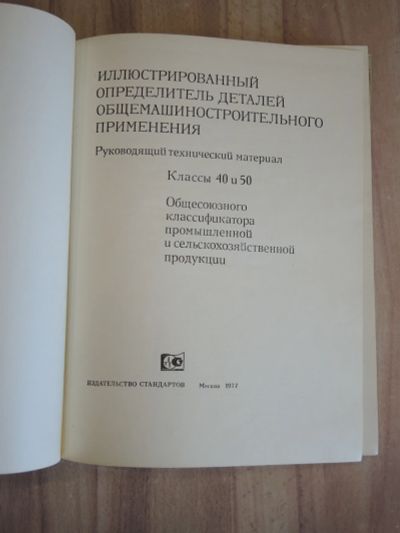 ИЛЛЮСТРИРОВАННЫЙ
ОПРЕДЕЛИТЕЛЬ ДЕТАЛЕЙ
ОБЩЕМАШИНОСТРОИТЕЛЬНОГО
ПРИМЕНЕНИЯ
Руководящий технический материал
Классы 40 и 50
Общесоюзного
классификатора
промышленной
и сельскохозяйственной
продукции
ИЗДАТЕЛЬСТВО СТАНДАРТОВ Москва 1977